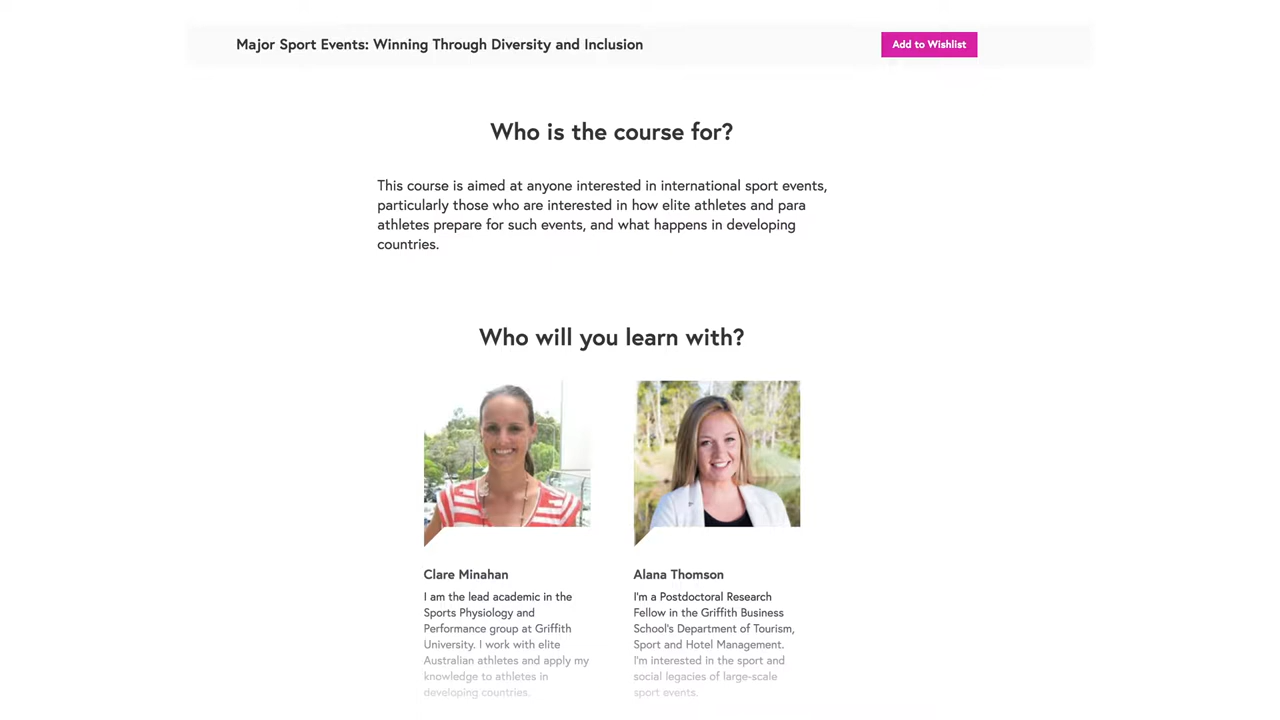 Major Sport Events: Winning Through Diversity and Inclusion
Add to Wishlist
Who is the course for?
This course is aimed at anyone interested in international sport events,
particularly those who are interested in how elite athletes and para
athletes prepare for such events, and what happens in developing
countries.
Who will you learn with?
Clare Minahan
I am the lead academic in the
Sports Physiology and
Performance group at Griffith
University. I work with elite
Australian athletes and apply my
knowledge to athletes in
developing countries.
Alana Thomson
I'm a Postdoctoral Research
Fellow in the Griffith Business
School's Department of Tourism,
Sport and Hotel Management.
I'm interested in the sport and
social legacies of large-scale
sport events.